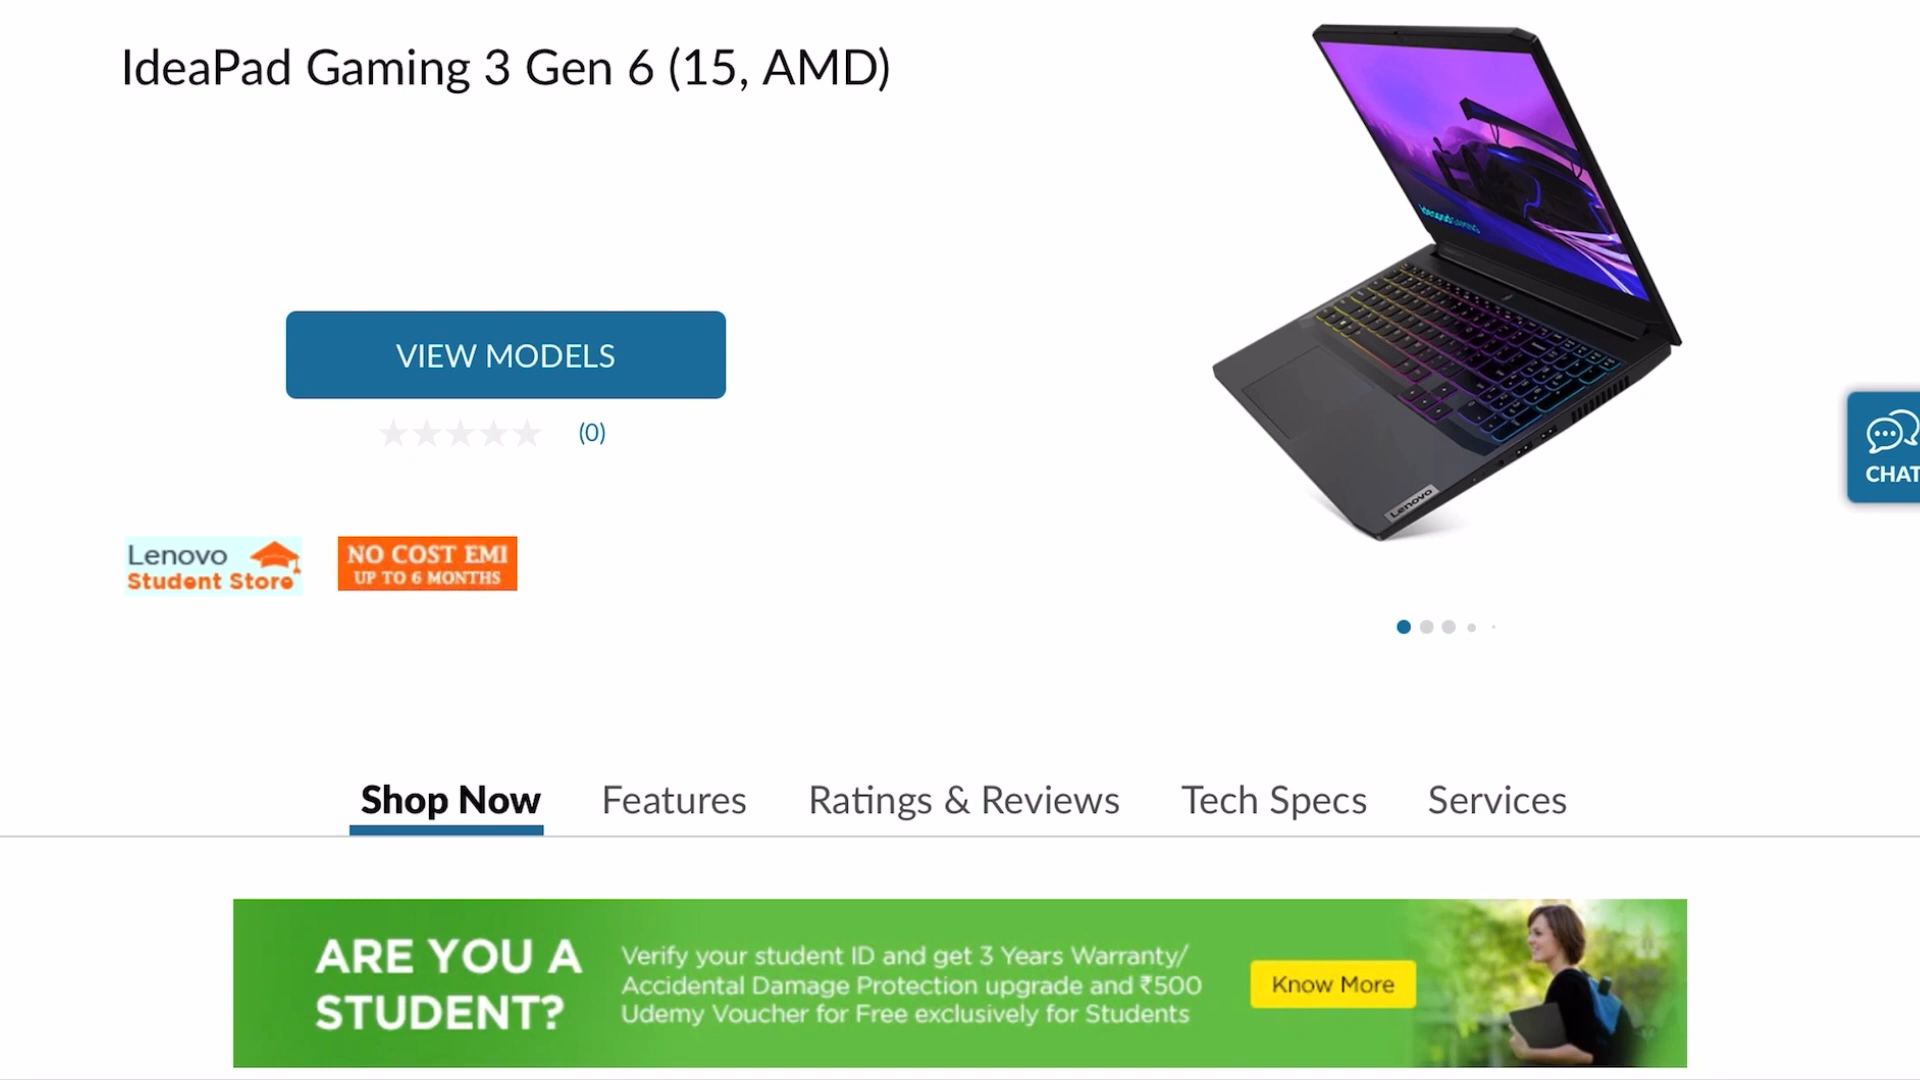 IdeaPad Gaming 3 Gen 6 (15, AMD)
VIEW MODELS
(0)
Lenovo
Student Store
NO COST EMI
UP TO 6 MONTHS
Lenovo
CHAT
Shop Now
Features
Ratings & Reviews
Tech Specs
Services
ARE YOU A
STUDENT?
Verify your student ID and get 3 Years Warranty/
Accidental Damage Protection upgrade and ₹500
Udemy Voucher for Free exclusively for Students
Know More